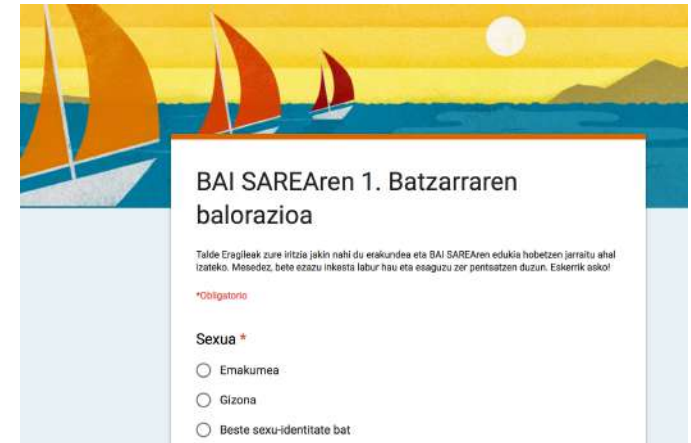 BAI SAREAren 1. Batzarraren
balorazioa
Talde Eragileak zure iritzia jakin nahi du erakundea eta BAI SAREAren edukia hobetzen jarraitu ahal
izateko. Mesedez, bete ezazu inkesta labur hau eta esaguzu zer pentsatzen duzun. Eskerrik asko!
*Obligatorio
Sexua *
Emakumea
Gizona
Beste sexu-identitate bat